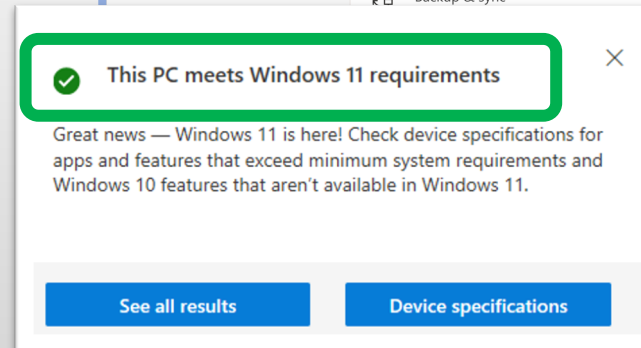 Backup & sync
This PC meets Windows 11 requirements
Great news — Windows 11 is here! Check device specifications for
apps and features that exceed minimum system requirements and
Windows 10 features that aren't available in Windows 11.
See all results
Device specifications